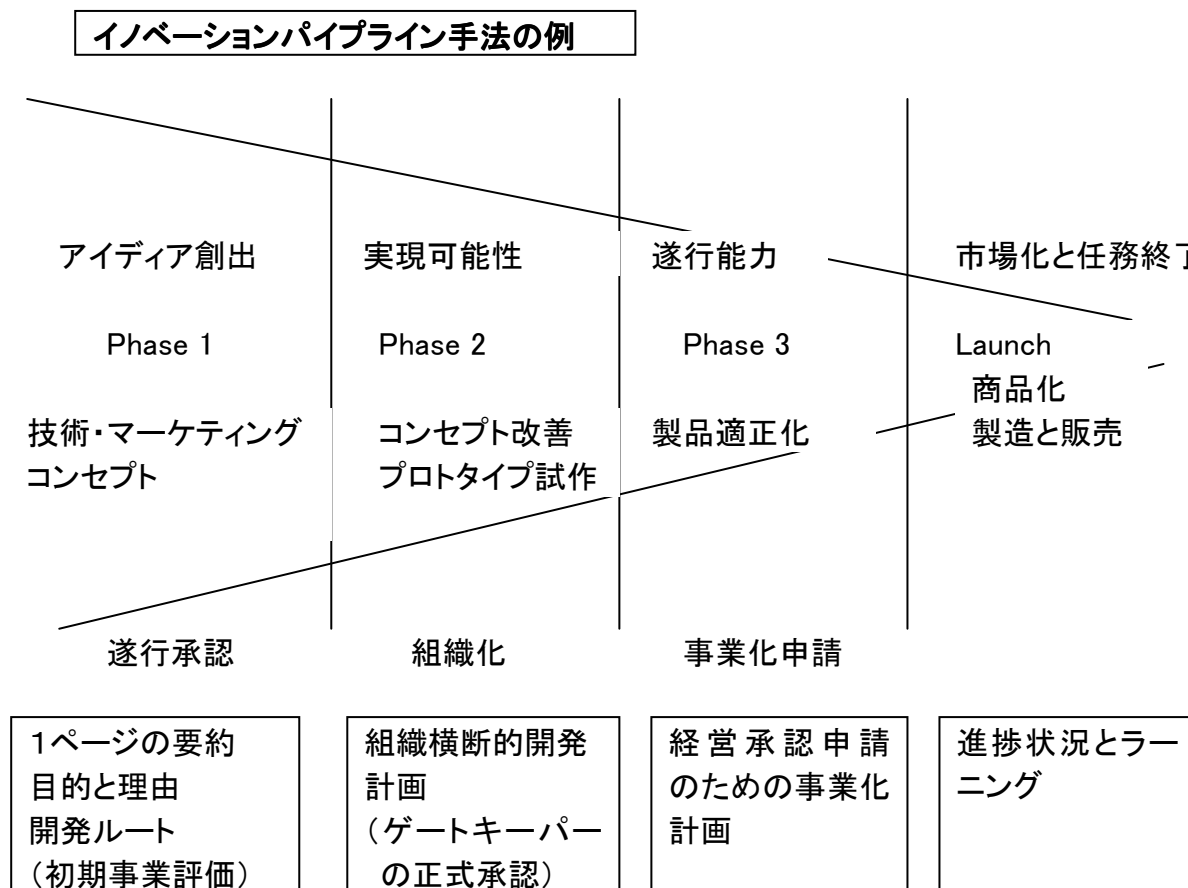 イノベーションパイプライン手法の例
アイディア創出
実現可能性
遂行能力
市場化と任務終了
Phase 1
Phase 2
Phase 3
Launch
商品化
製造と販売
技術・マーケティング
コンセプト
コンセプト改善
プロトタイプ試作
製品適正化
遂行承認
組織化
事業化申請
1ページの要約
目的と理由
開発ルート
（初期事業評価）
組織横断的開発
計画
（ゲートキーパー
の正式承認）
経営承認申請
のための事業化
計画
進捗状況とラー
ニング